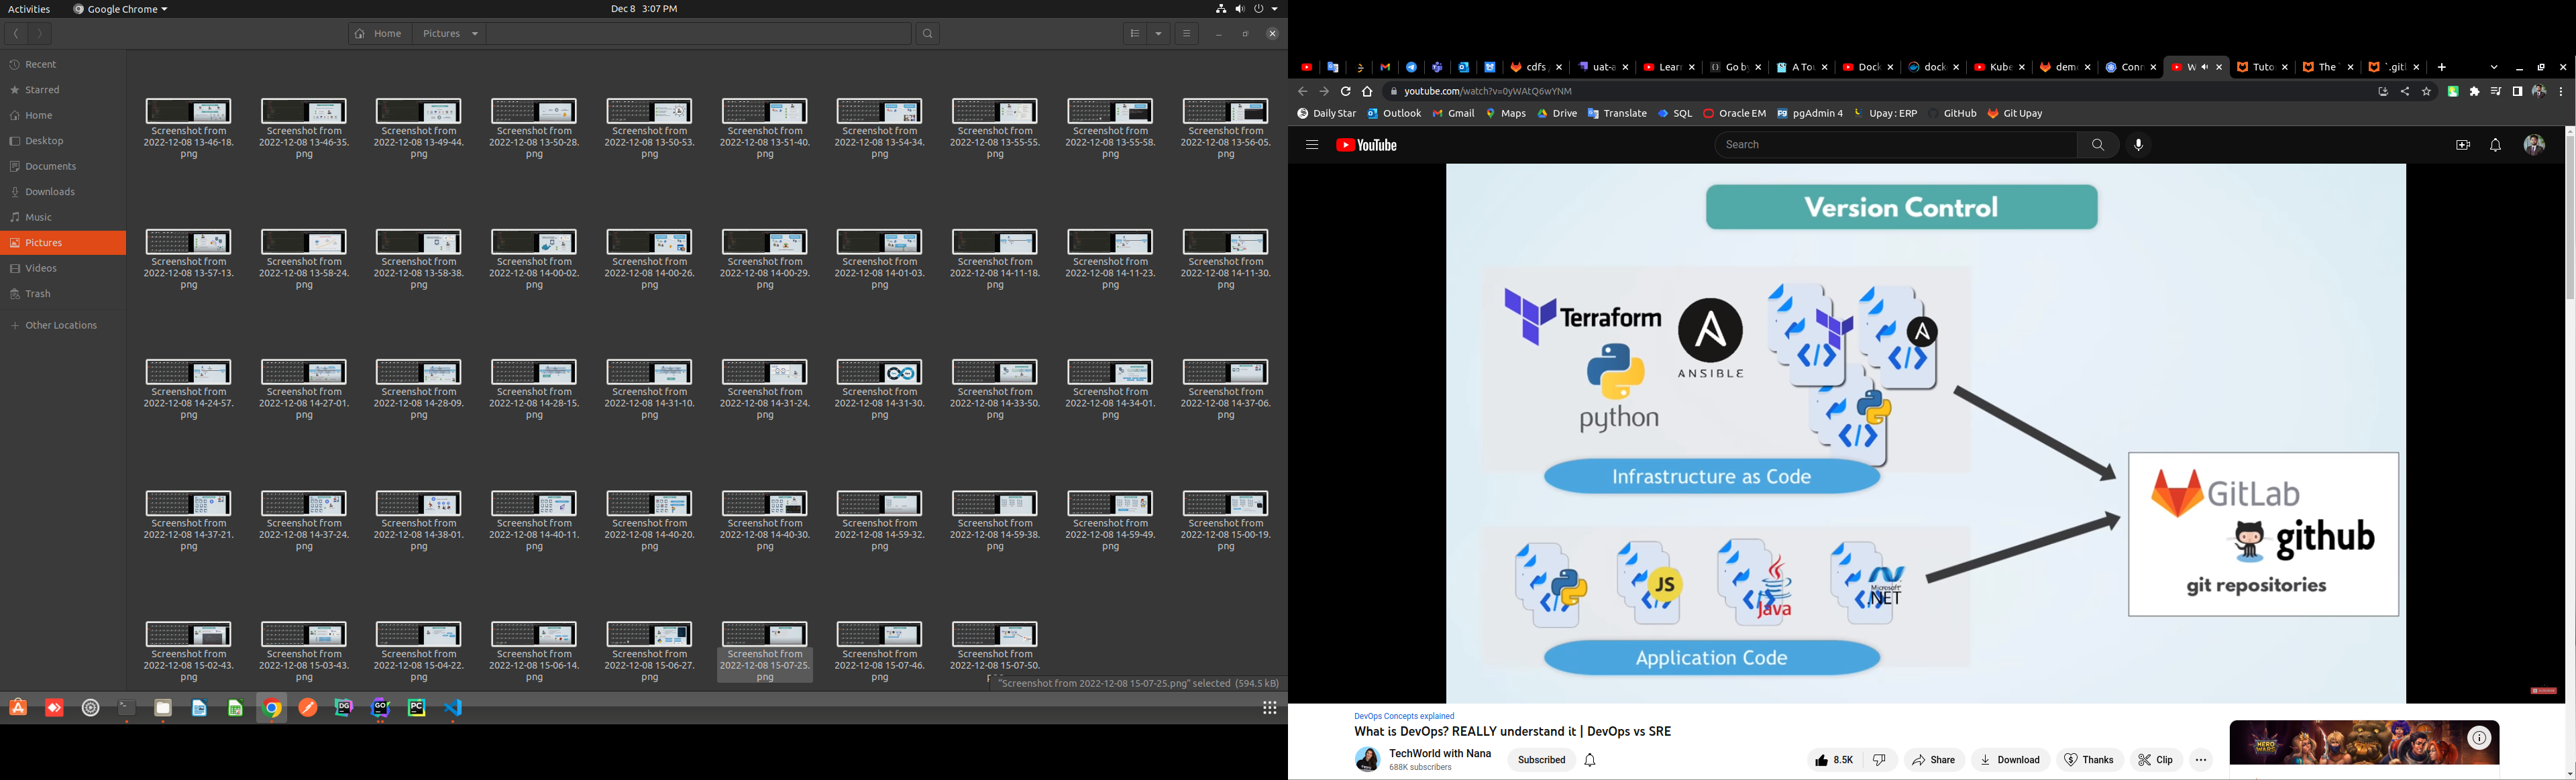 Activities
Google Chrome
Dec 8 3:07 PM
Home
Pictures
Recent
Starred
Home
Desktop
Documents
Downloads
Music
Pictures
Videos
Trash
Other Locations
Screenshot from 2022-12-08 13-46-18.png
Screenshot from 2022-12-08 13-46-35.png
Screenshot from 2022-12-08 13-49-44.png
Screenshot from 2022-12-08 13-50-28.png
Screenshot from 2022-12-08 13-50-53.png
Screenshot from 2022-12-08 13-51-40.png
Screenshot from 2022-12-08 13-54-34.png
Screenshot from 2022-12-08 13-55-55.png
Screenshot from 2022-12-08 13-55-58.png
Screenshot from 2022-12-08 13-56-05.png
Screenshot from 2022-12-08 13-57-13.png
Screenshot from 2022-12-08 13-58-24.png
Screenshot from 2022-12-08 13-58-38.png
Screenshot from 2022-12-08 14-00-02.png
Screenshot from 2022-12-08 14-00-26.png
Screenshot from 2022-12-08 14-00-29.png
Screenshot from 2022-12-08 14-01-03.png
Screenshot from 2022-12-08 14-11-18.png
Screenshot from 2022-12-08 14-11-23.png
Screenshot from 2022-12-08 14-11-30.png
Screenshot from 2022-12-08 14-24-57.png
Screenshot from 2022-12-08 14-27-01.png
Screenshot from 2022-12-08 14-28-09.png
Screenshot from 2022-12-08 14-28-15.png
Screenshot from 2022-12-08 14-31-10.png
Screenshot from 2022-12-08 14-31-24.png
Screenshot from 2022-12-08 14-31-30.png
Screenshot from 2022-12-08 14-33-50.png
Screenshot from 2022-12-08 14-34-01.png
Screenshot from 2022-12-08 14-37-06.png
Screenshot from 2022-12-08 14-37-21.png
Screenshot from 2022-12-08 14-37-24.png
Screenshot from 2022-12-08 14-38-01.png
Screenshot from 2022-12-08 14-40-11.png
Screenshot from 2022-12-08 14-40-20.png
Screenshot from 2022-12-08 14-40-30.png
Screenshot from 2022-12-08 14-59-32.png
Screenshot from 2022-12-08 14-59-38.png
Screenshot from 2022-12-08 14-59-49.png
Screenshot from 2022-12-08 15-00-19.png
Screenshot from 2022-12-08 15-02-43.png
Screenshot from 2022-12-08 15-03-43.png
Screenshot from 2022-12-08 15-04-22.png
Screenshot from 2022-12-08 15-06-14.png
Screenshot from 2022-12-08 15-06-27.png
Screenshot from 2022-12-08 15-07-25.png
Screenshot from 2022-12-08 15-07-46.png
Screenshot from 2022-12-08 15-07-50.
"Screenshot from 2022-12-08 15-07-25.png" selected (594.5 kB)
cdfs
uat-a
Learn
Go by
A Tou
Dock
dock
Kube
dem
Conn
W
Tuto
The
.gitl
youtube.com/watch?v=0yWAtQ6wYNM
Daily Star Outlook Gmail Maps Drive Translate SQL Oracle EM pgAdmin 4 Upay : ERP GitHub Git Upay
YouTube
Search
Version Control
Terraform
ANSIBLE
python
Infrastructure as Code
JS
Java
Microsoft .NET
Application Code
GitLab
github
git repositories
DevOps Concepts explained
What is DevOps? REALLY understand it | DevOps vs SRE
TechWorld with Nana
688K subscribers
Subscribed
8.5K
Share
Download
Thanks
Clip
HERO WARS